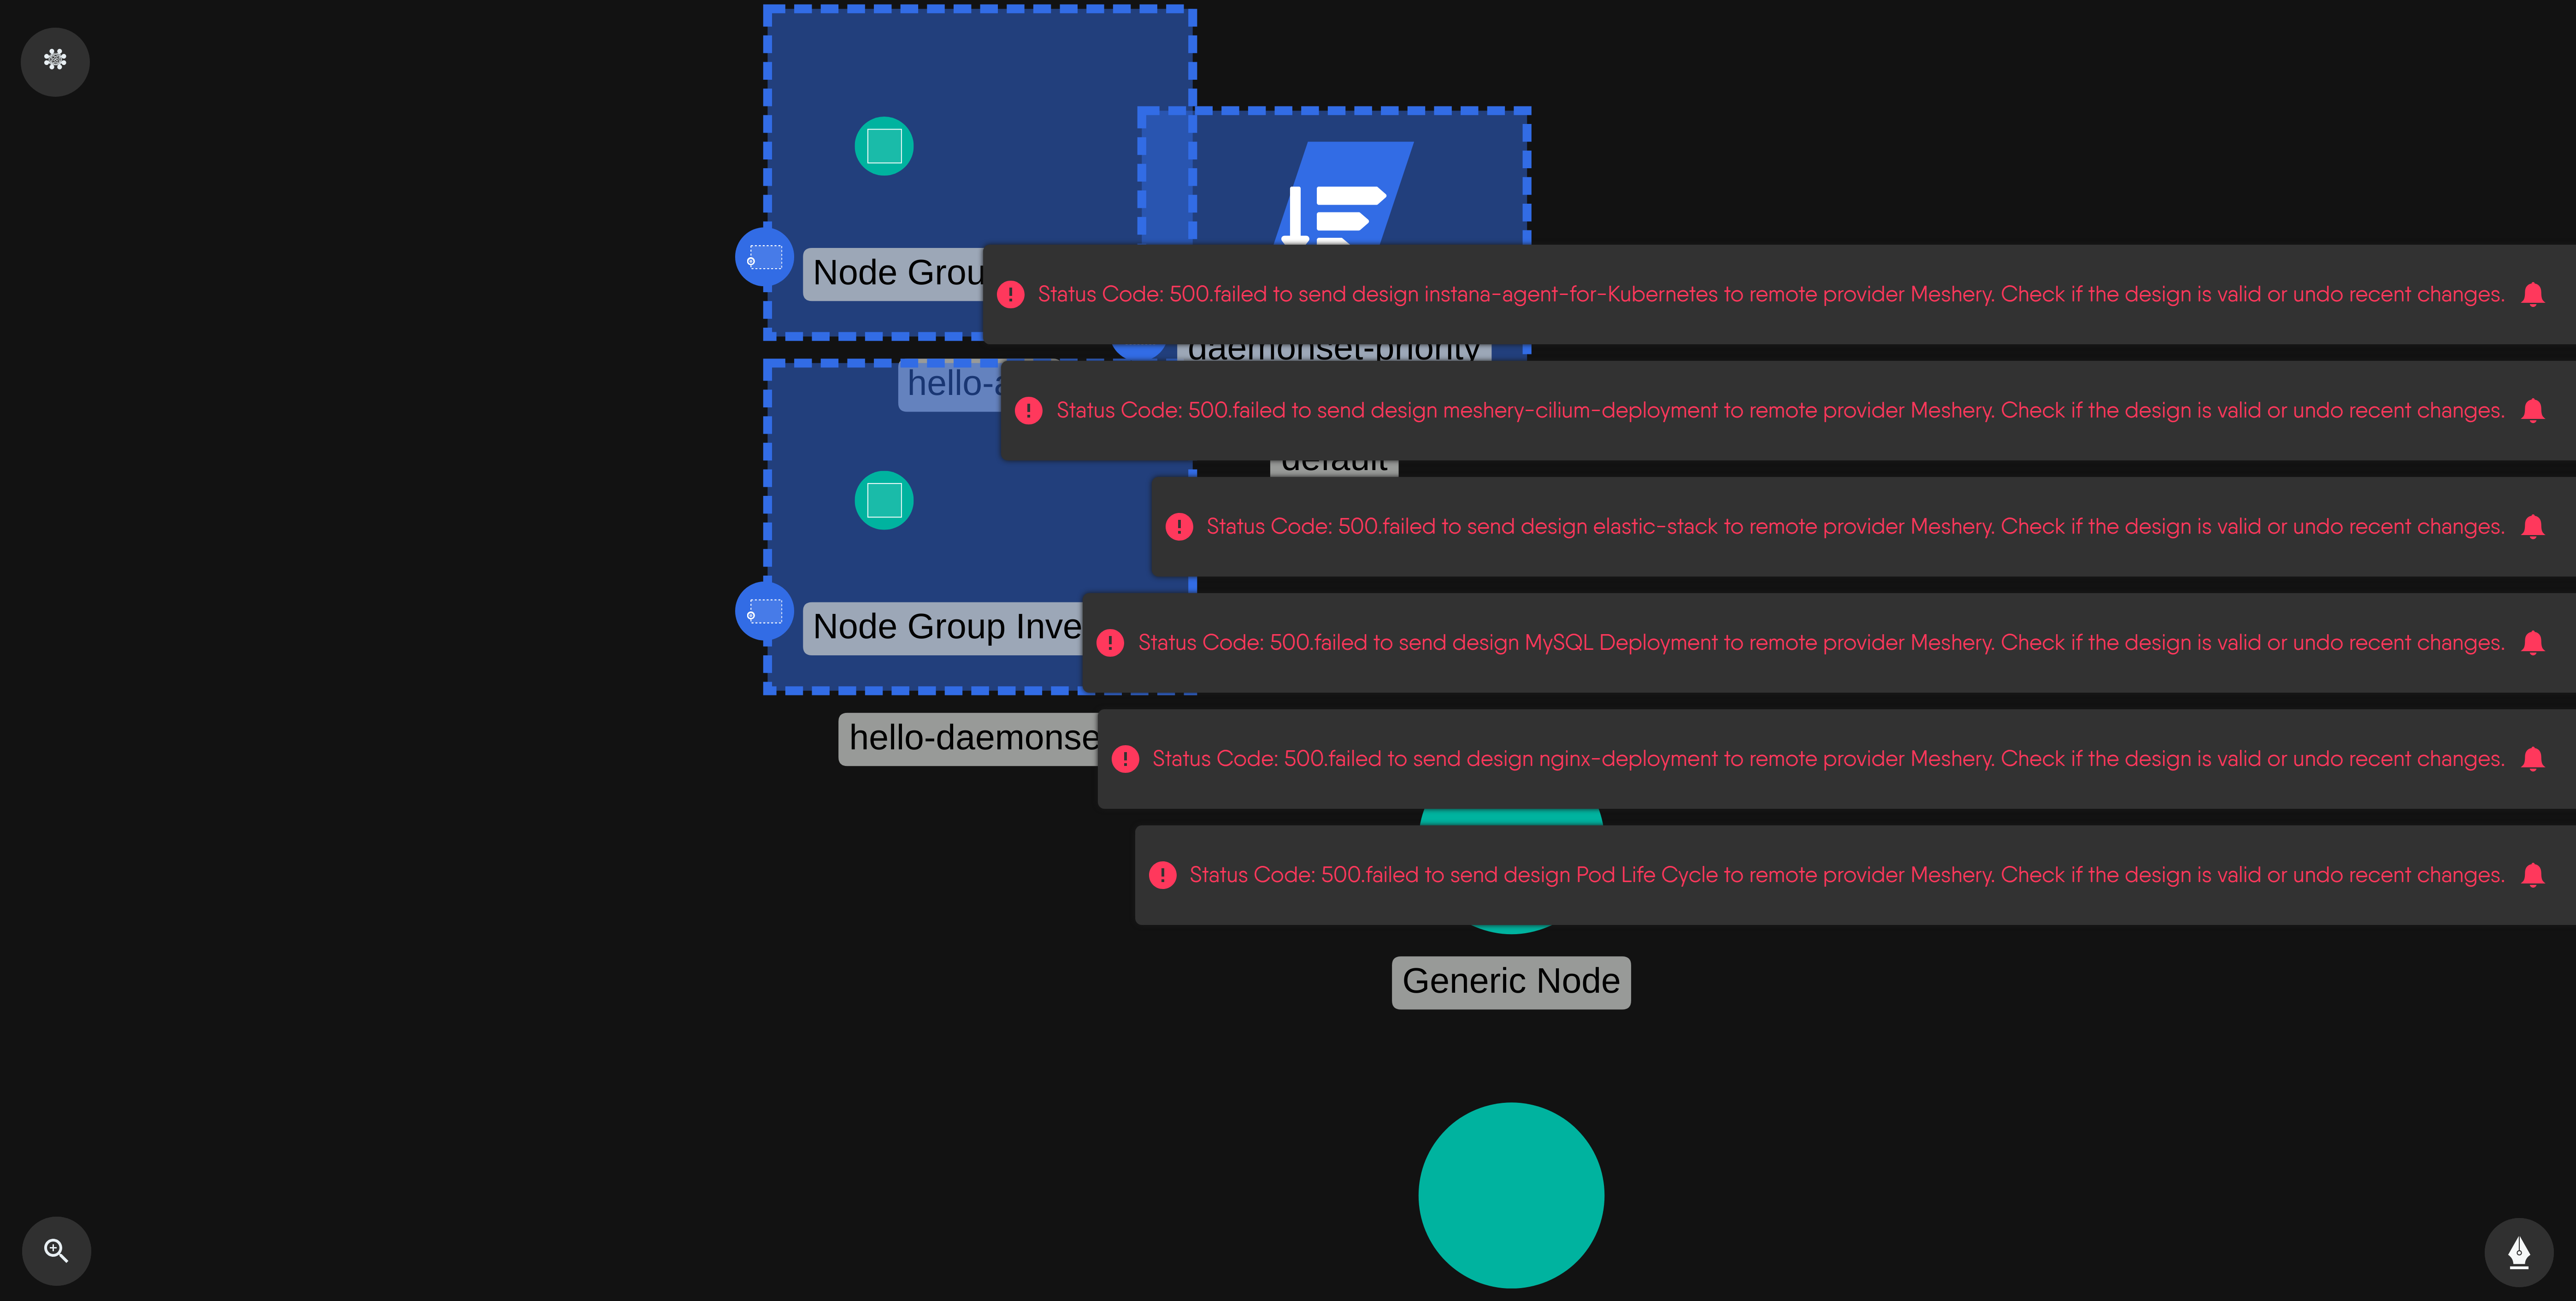 Node Grou
Status Code: 500.failed to send design instana-agent-for-Kubernetes to remote provider Meshery. Check if the design is valid or undo recent changes.
daemonset-priority
hello-a
Status Code: 500.failed to send design meshery-cilium-deployment to remote provider Meshery. Check if the design is valid or undo recent changes.
default
Status Code: 500.failed to send design elastic-stack to remote provider Meshery. Check if the design is valid or undo recent changes.
Node Group Inve
Status Code: 500.failed to send design MySQL Deployment to remote provider Meshery. Check if the design is valid or undo recent changes.
hello-daemonse
Status Code: 500.failed to send design nginx-deployment to remote provider Meshery. Check if the design is valid or undo recent changes.
Status Code: 500.failed to send design Pod Life Cycle to remote provider Meshery. Check if the design is valid or undo recent changes.
Generic Node